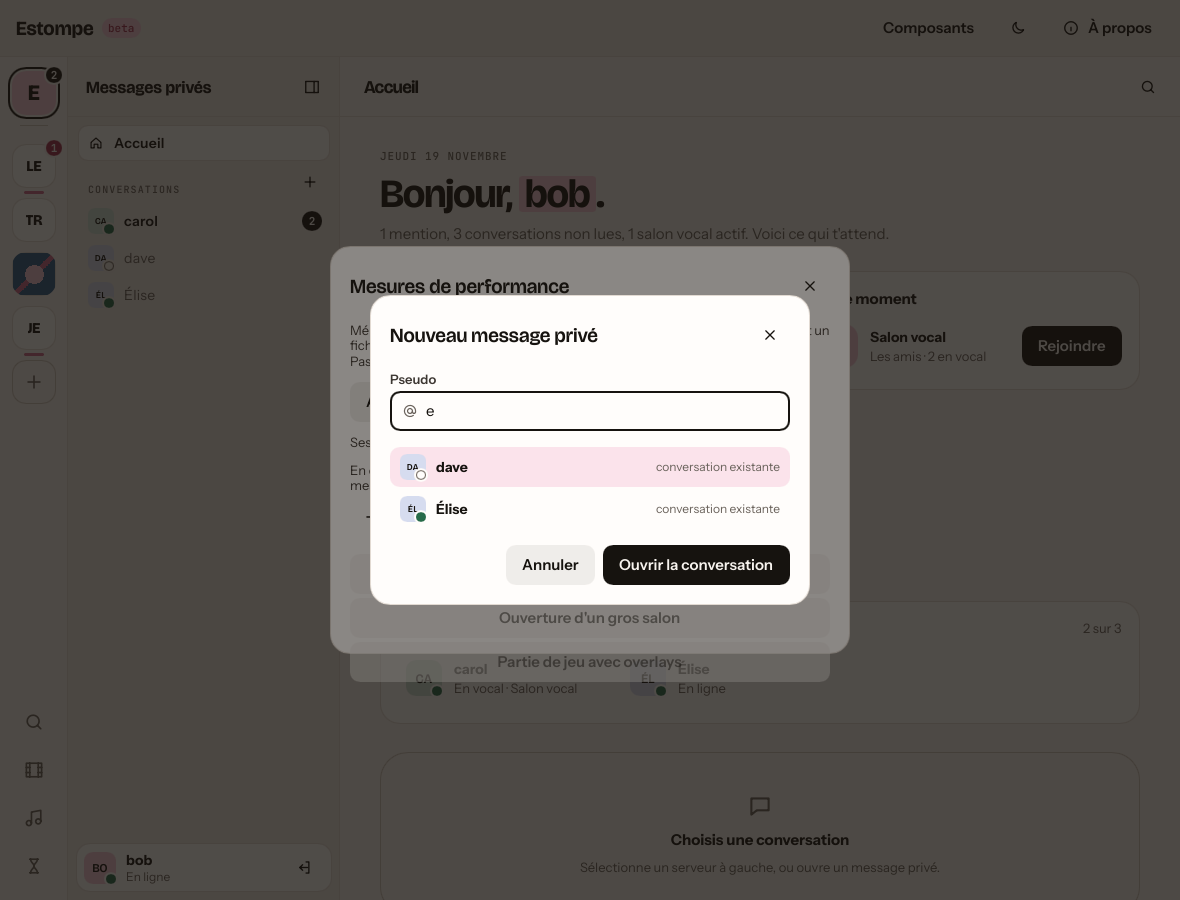 Estompe beta
Composants
À propos
E
2
Messages privés
Accueil
LE
1
TR
JE
Accueil
CONVERSATIONS
CA
carol
2
DA
dave
ÉL
Élise
JEUDI 19 NOVEMBRE
Bonjour, bob.
1 mention, 3 conversations non lues, 1 salon vocal actif. Voici ce qui t'attend.
moment
Salon vocal
Les amis · 2 en vocal
Rejoindre
Mesures de performance
un
Pas
Nouveau message privé
Pseudo
@ e
DA
dave
conversation existante
ÉL
Élise
conversation existante
Annuler
Ouvrir la conversation
Ouverture d'un gros salon
Partie de jeu avec overlays
2 sur 3
CA
carol
En vocal · Salon vocal
ÉL
Élise
En ligne
Choisis une conversation
Sélectionne un serveur à gauche, ou ouvre un message privé.
BO
bob
En ligne